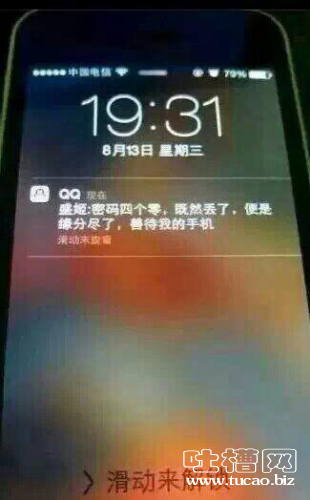 中国电信
79%
19:31
8月13日 星期三
QQ 现在
盛姬:密码四个零，既然丢了，便是
缘分尽了，善待我的手机
滑动来查看
滑动来解锁
吐槽网
www.tucao.biz